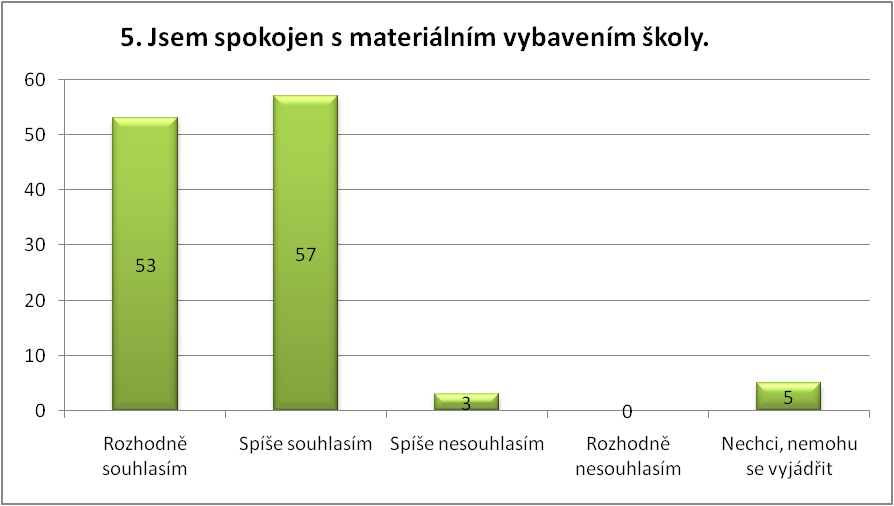 5. Jsem spokojen s materiálním vybavením školy.
60
50
40
30
20
10
0
53
57
3
0
5
Rozhodně
souhlasím
Spíše souhlasím
Spíše nesouhlasím
Rozhodně
nesouhlasím
Nechci, nemohu
se vyjádřit